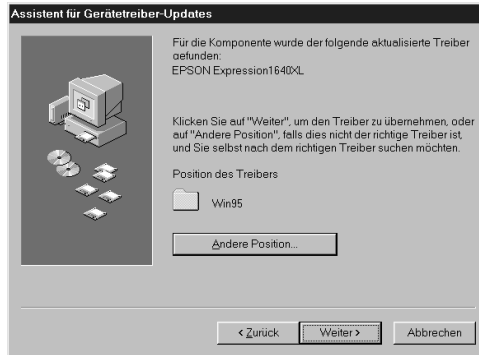 Assistent für Gerätetreiber-Updates
Für die Komponente wurde der folgende aktualisierte Treiber
gefunden:
EPSON Expression1640XL
Klicken Sie auf "Weiter", um den Treiber zu übernehmen, oder
auf "Andere Position", falls dies nicht der richtige Treiber ist,
und Sie selbst nach dem richtigen Treiber suchen möchten.
Position des Treibers
Win95
Andere Position...
< Zurück
Weiter >
Abbrechen